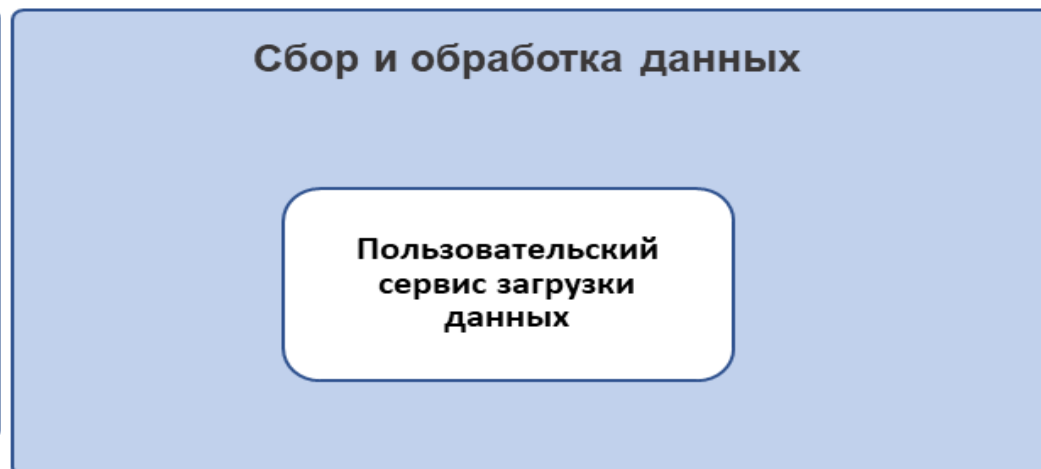 Сбор и обработка данных
Пользовательский
сервис загрузки
данных